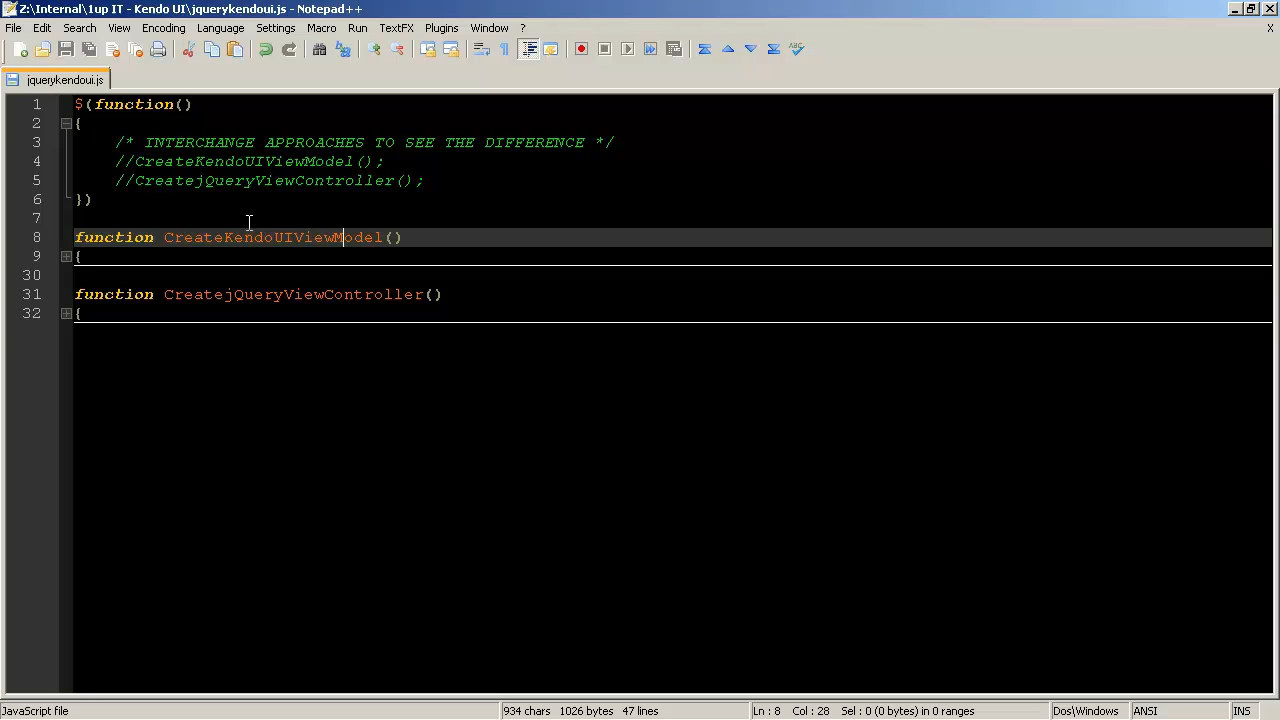 Z:\Internal\1up IT - Kendo UI\jquerykendoui.js - Notepad++
File Edit Search View Encoding Language Settings Macro Run TextFX Plugins Window ? X
jquerykendoui.js
1 $(function()
2 {
3 /* INTERCHANGE APPROACHES TO SEE THE DIFFERENCE */
4 //CreateKendoUIViewModel();
5 //CreatejQueryViewController();
6 })
7
8 function CreateKendoUIViewModel()
9 {
30
31 function CreatejQueryViewController()
32 {
JavaScript file 934 chars 1026 bytes 47 lines Ln : 8 Col : 28 Sel : 0 (0 bytes) in 0 ranges Dos\Windows ANSI INS